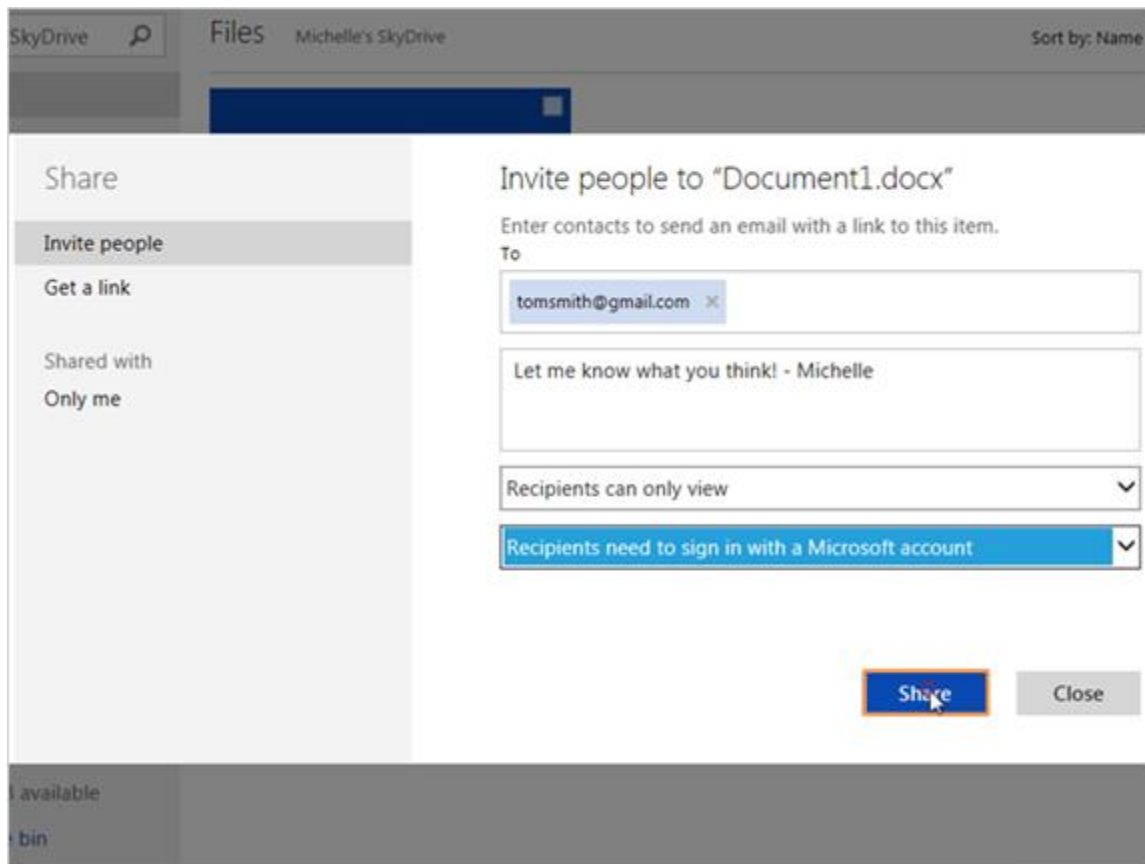 SkyDrive
Files Michelle's SkyDrive
Sort by: Name
Share
Invite people
Get a link
Shared with
Only me
Invite people to "Document1.docx"
Enter contacts to send an email with a link to this item.
To
tomsmith@gmail.com ×
Let me know what you think! - Michelle
Recipients can only view
Recipients need to sign in with a Microsoft account
Share
Close
available
bin